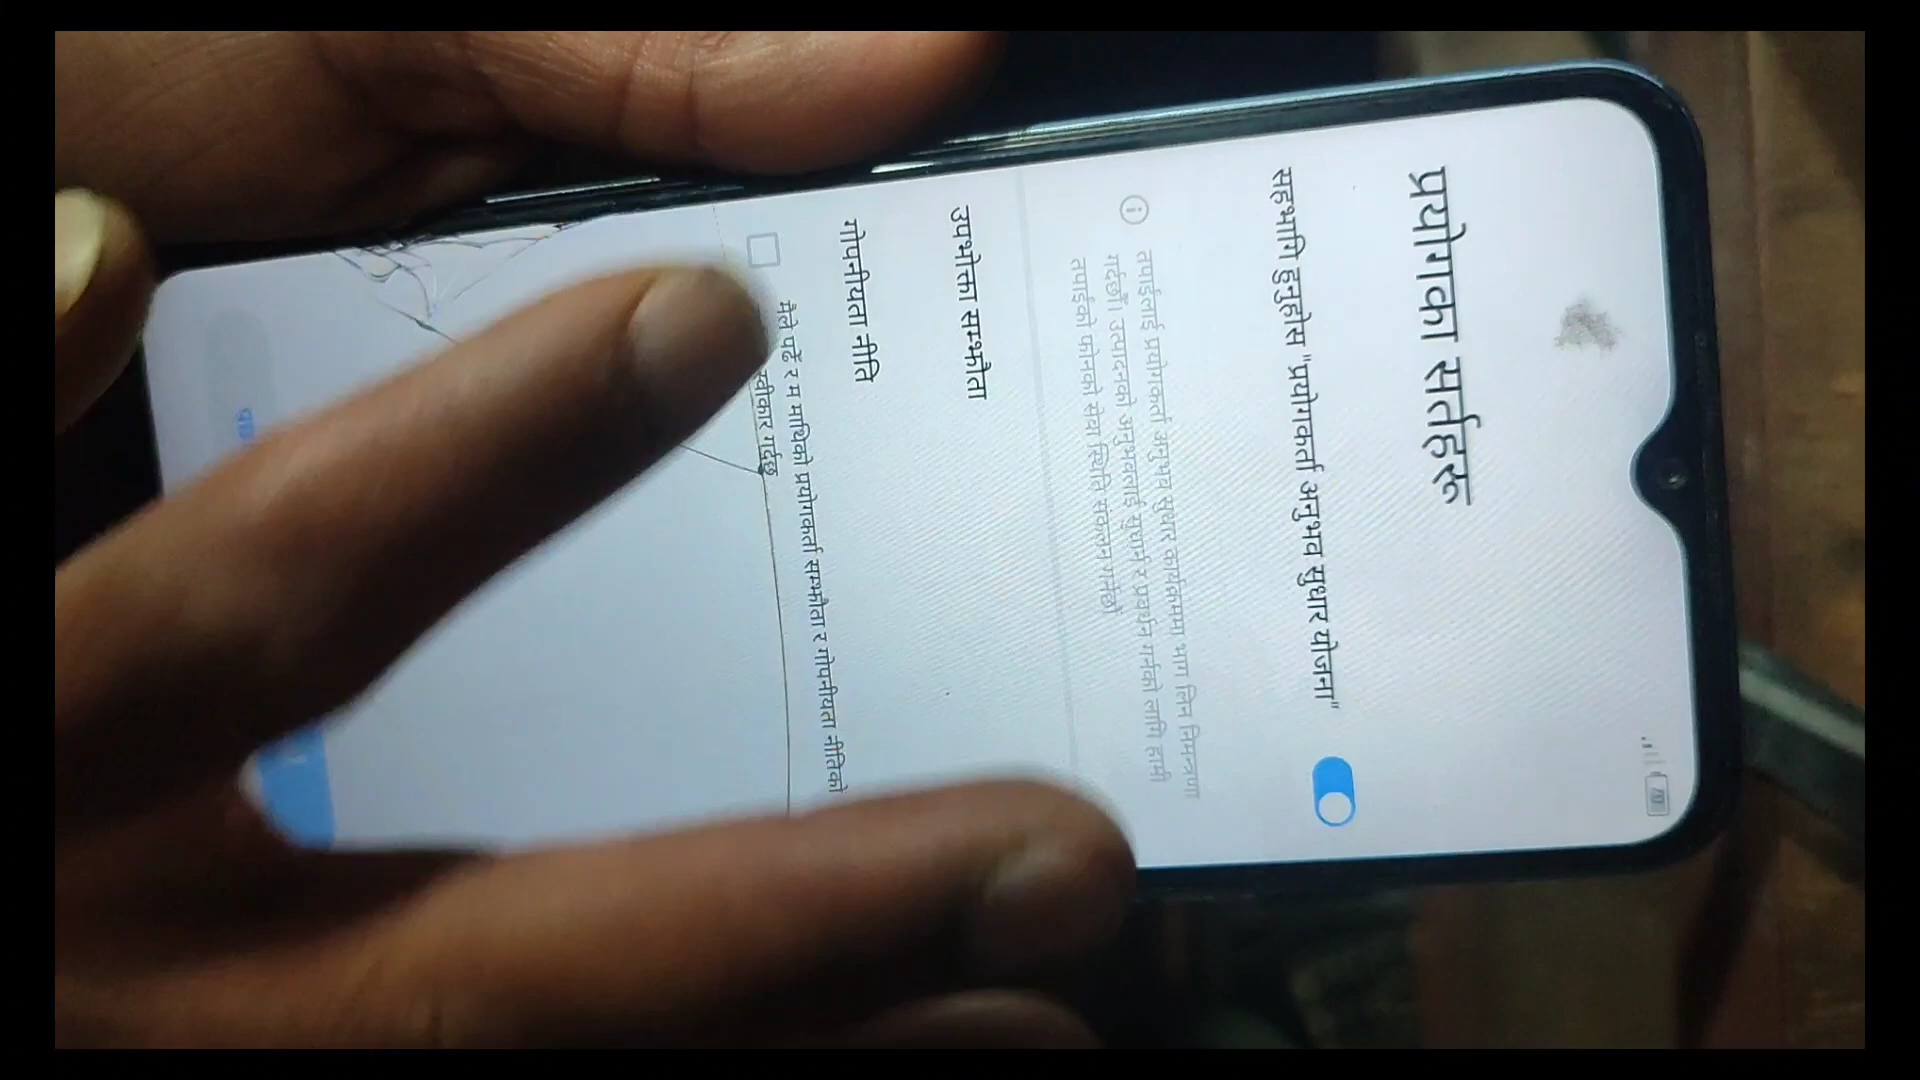 प्रयोगका सर्तहरू
सहभागि हुनुहोस "प्रयोगकर्ता अनुभव सुधार योजना"
तपाईलाई प्रयोगकर्ता अनुभव सुधार कार्यक्रममा भाग लिन निमन्त्रणा
गर्दछौं। उत्पादनको अनुभवलाई सुधार्न र प्रवर्धन गर्नको लागि हामी
तपाईको फोनको सेवा स्थिति संकलन गर्नेछौं
उपभोक्ता सम्झौता
गोपनीयता नीति
मैले पढेँ र म माथिको प्रयोगकर्ता सम्झौता र गोपनीयता नीतिको
स्वीकार गर्दछु